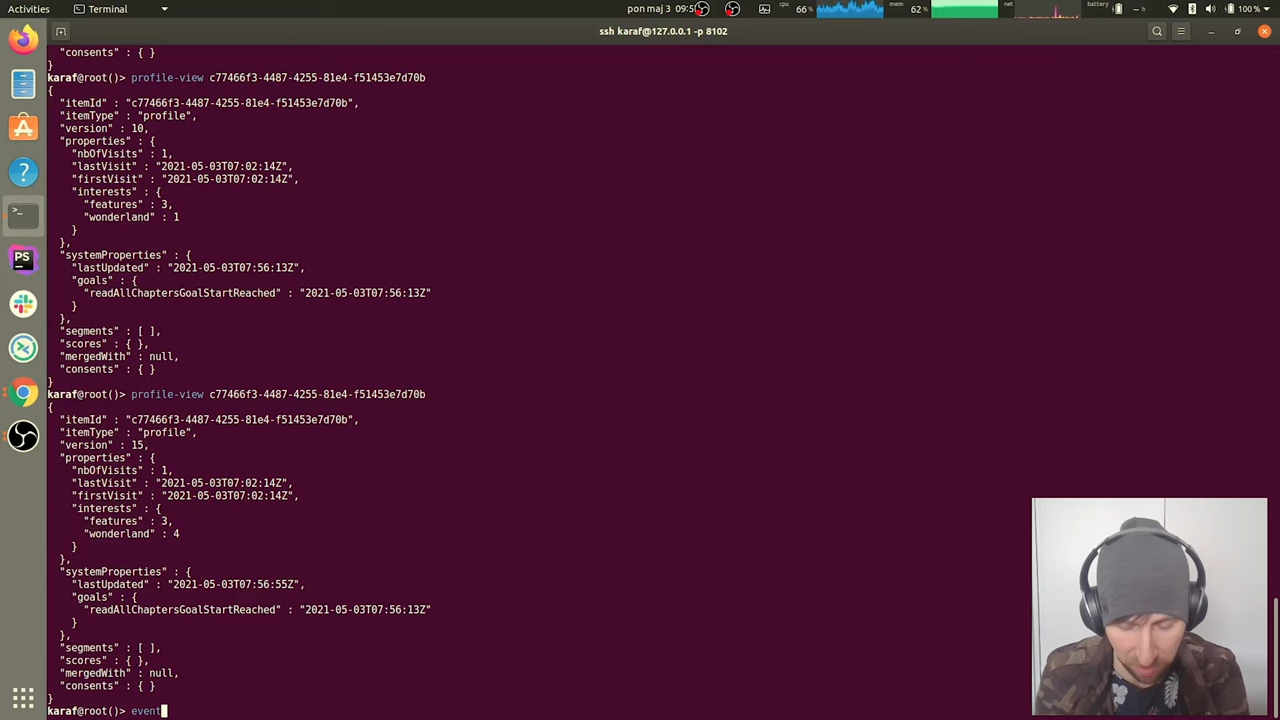 Activities
Terminal
pon maj 3 09:5
cpu
66%
mem
62%
net
battery
100%
ssh karaf@127.0.0.1 -p 8102
"consents" : { }
}
karaf@root()> profile-view c77466f3-4487-4255-81e4-f51453e7d70b
{
"itemId" : "c77466f3-4487-4255-81e4-f51453e7d70b",
"itemType" : "profile",
"version" : 10,
"properties" : {
"nbOfVisits" : 1,
"lastVisit" : "2021-05-03T07:02:14Z",
"firstVisit" : "2021-05-03T07:02:14Z",
"interests" : {
"features" : 3,
"wonderland" : 1
}
},
"systemProperties" : {
"lastUpdated" : "2021-05-03T07:56:13Z",
"goals" : {
"readAllChaptersGoalStartReached" : "2021-05-03T07:56:13Z"
}
},
"segments" : [ ],
"scores" : { },
"mergedWith" : null,
"consents" : { }
}
karaf@root()> profile-view c77466f3-4487-4255-81e4-f51453e7d70b
{
"itemId" : "c77466f3-4487-4255-81e4-f51453e7d70b",
"itemType" : "profile",
"version" : 15,
"properties" : {
"nbOfVisits" : 1,
"lastVisit" : "2021-05-03T07:02:14Z",
"firstVisit" : "2021-05-03T07:02:14Z",
"interests" : {
"features" : 3,
"wonderland" : 4
}
},
"systemProperties" : {
"lastUpdated" : "2021-05-03T07:56:55Z",
"goals" : {
"readAllChaptersGoalStartReached" : "2021-05-03T07:56:13Z"
}
},
"segments" : [ ],
"scores" : { },
"mergedWith" : null,
"consents" : { }
}
karaf@root()> event
PS